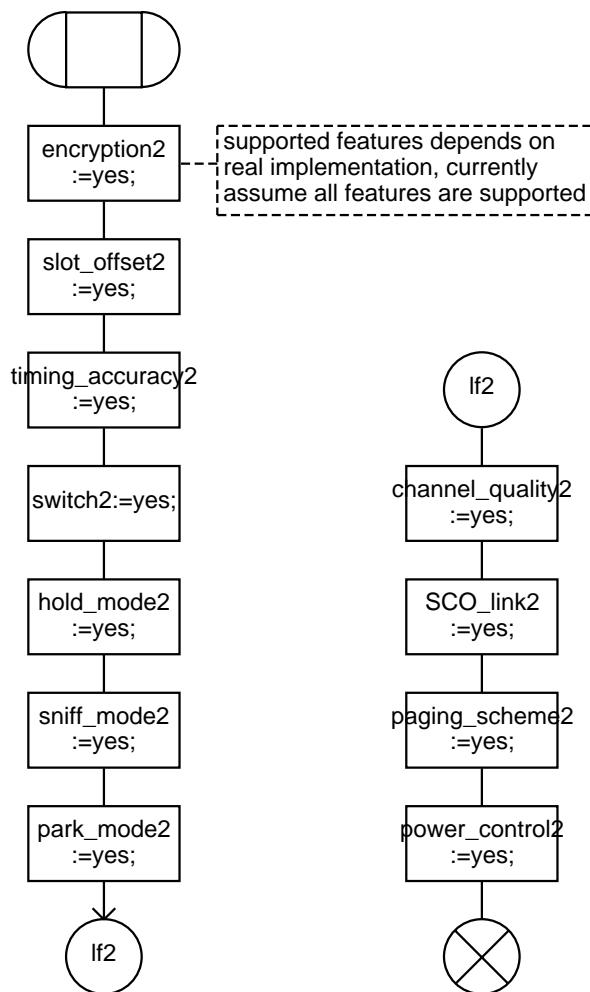 encryption2
:=yes;
supported features depends on
real implementation, currently
assume all features are supported
slot_offset2
:=yes;
timing_accuracy2
:=yes;
switch2:=yes;
hold_mode2
:=yes;
sniff_mode2
:=yes;
park_mode2
:=yes;
lf2
lf2
channel_quality2
:=yes;
SCO_link2
:=yes;
paging_scheme2
:=yes;
power_control2
:=yes;